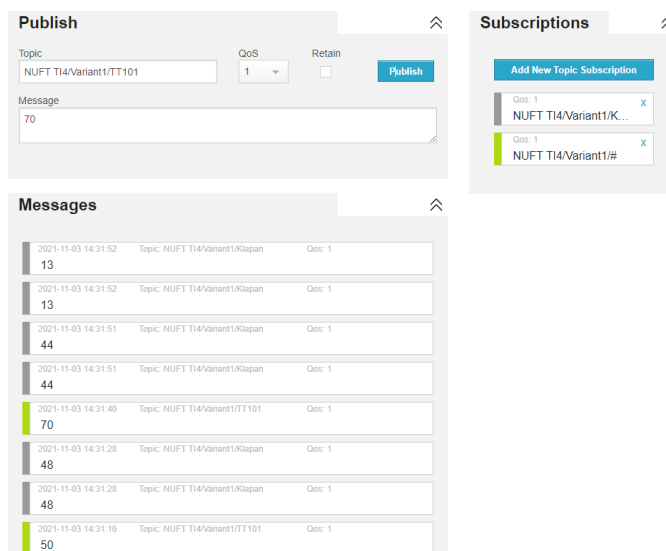 Publish
Topic
QoS
Retain
NUFT TI4/Variant1/TT101
1
Publish
Message
70
Subscriptions
Add New Topic Subscription
Qos: 1
x
NUFT TI4/Variant1/K...
Qos: 1
x
NUFT TI4/Variant1/#
Messages
2021-11-03 14:31:52 Topic: NUFT TI4/Variant1/Klapan Qos: 1
13
2021-11-03 14:31:52 Topic: NUFT TI4/Variant1/Klapan Qos: 1
13
2021-11-03 14:31:51 Topic: NUFT TI4/Variant1/Klapan Qos: 1
44
2021-11-03 14:31:51 Topic: NUFT TI4/Variant1/Klapan Qos: 1
44
2021-11-03 14:31:40 Topic: NUFT TI4/Variant1/TT101 Qos: 1
70
2021-11-03 14:31:28 Topic: NUFT TI4/Variant1/Klapan Qos: 1
48
2021-11-03 14:31:28 Topic: NUFT TI4/Variant1/Klapan Qos: 1
48
2021-11-03 14:31:16 Topic: NUFT TI4/Variant1/TT101 Qos: 1
50